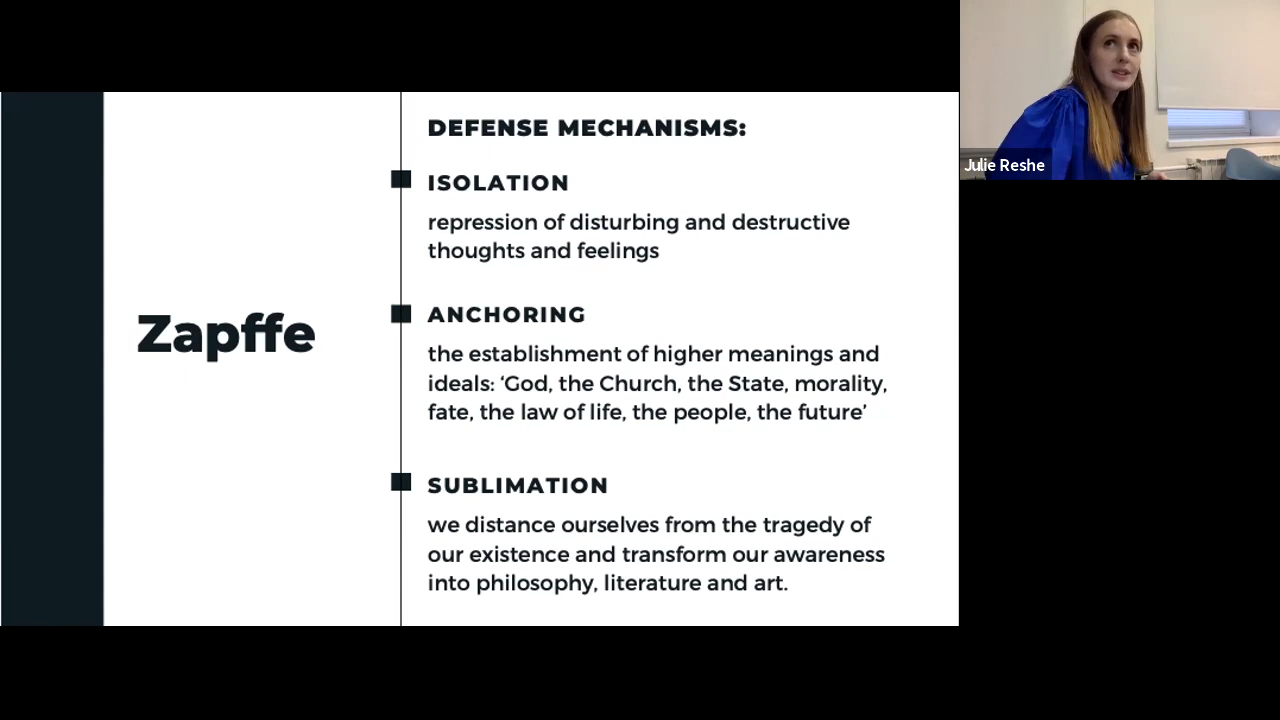 DEFENSE MECHANISMS:
ISOLATION
repression of disturbing and destructive
thoughts and feelings
Zapffe
ANCHORING
the establishment of higher meanings and
ideals: ‘God, the Church, the State, morality,
fate, the law of life, the people, the future’
SUBLIMATION
we distance ourselves from the tragedy of
our existence and transform our awareness
into philosophy, literature and art.
Julie Reshe